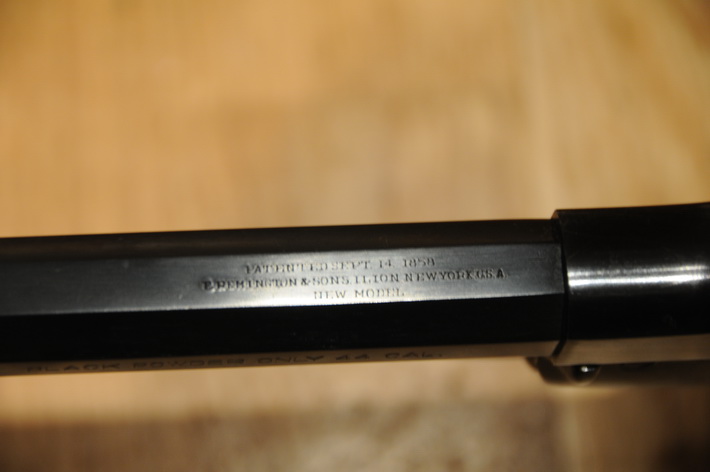 PATENTED SEPT. 14. 1858
E.REMINGTON & SONS, ILION NEW YORK U.S.A.
NEW MODEL
BLACK POWDER ONLY 44 CAL.